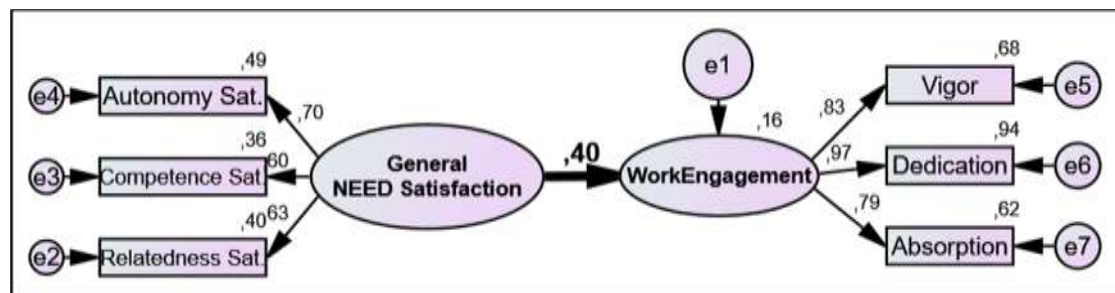 ,49
e4
Autonomy Sat.
,70
,36
e3
Competence Sat.
,60
,40
e2
Relatedness Sat.
,63
General
NEED Satisfaction
,40
e1
,16
WorkEngagement
,83
,68
Vigor
e5
,97
,94
Dedication
e6
,79
,62
Absorption
e7